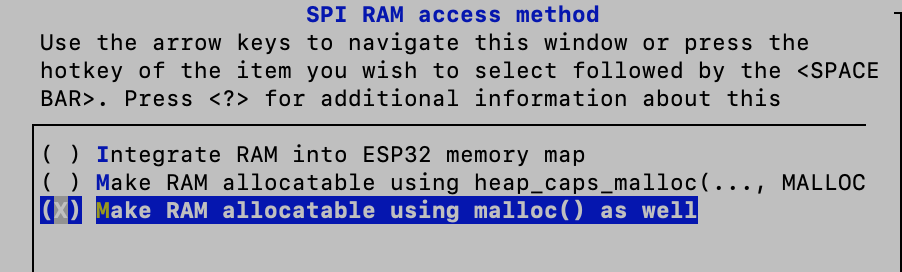 SPI RAM access method
Use the arrow keys to navigate this window or press the
hotkey of the item you wish to select followed by the <SPACE
BAR>. Press <?> for additional information about this
( ) Integrate RAM into ESP32 memory map
( ) Make RAM allocatable using heap_caps_malloc(..., MALLOC
(X) Make RAM allocatable using malloc() as well